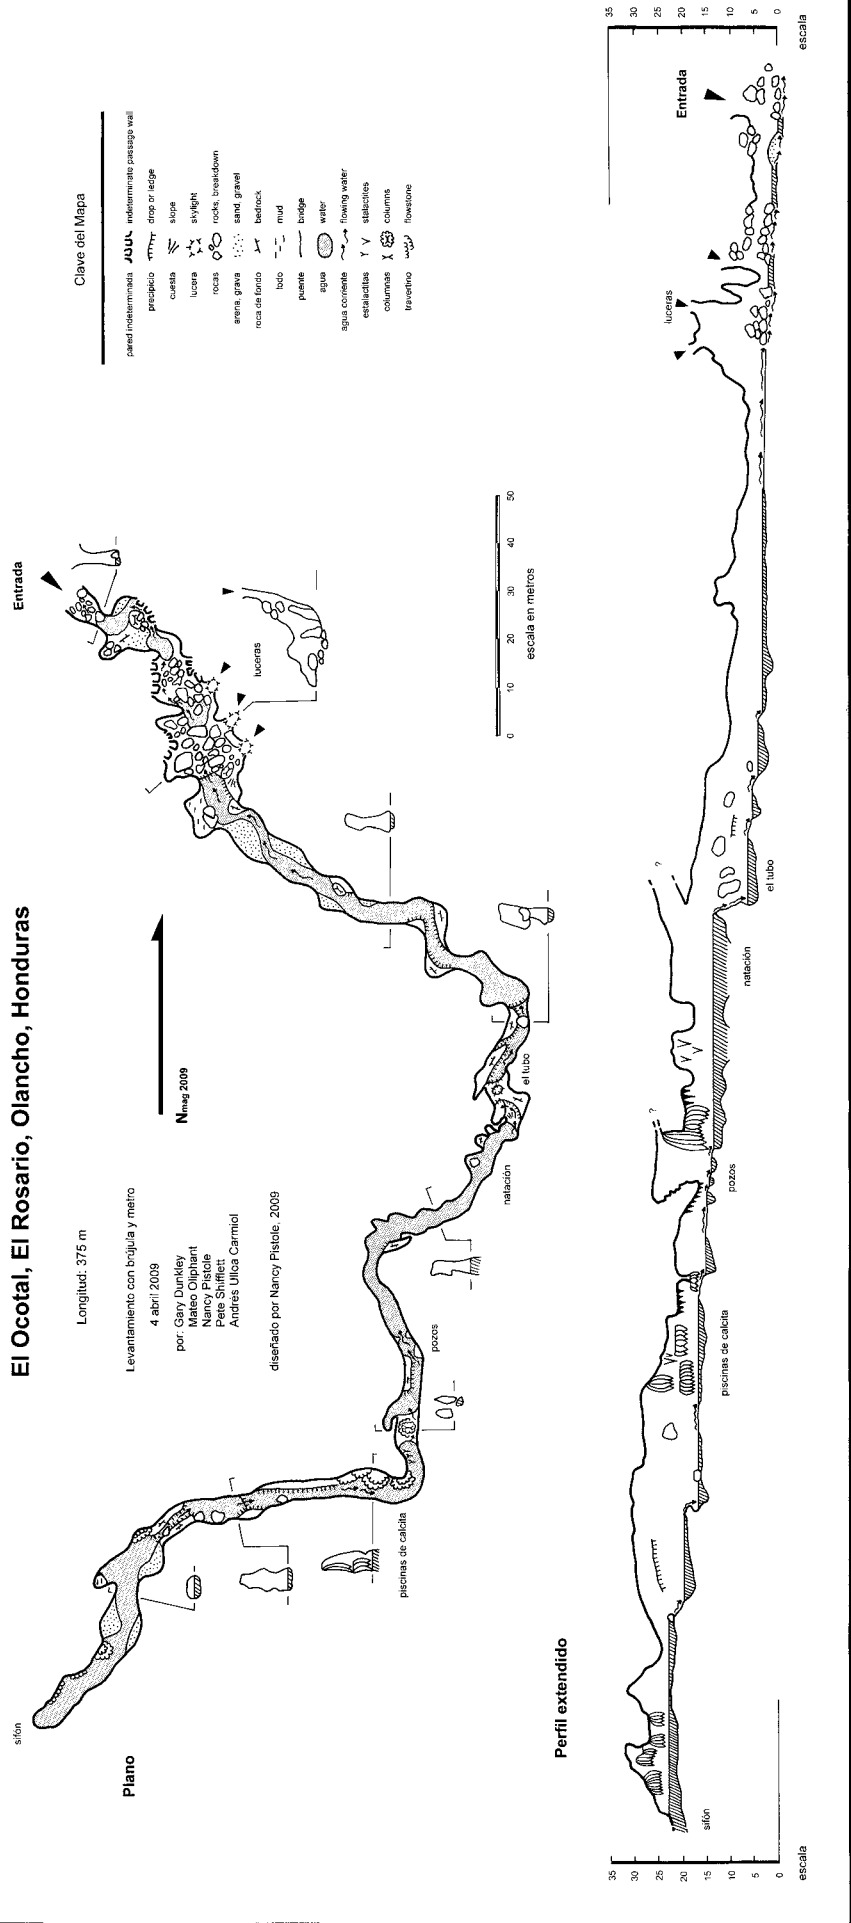 El Ocotal, El Rosario, Olancho, Honduras
Longitud: 375 m
Levantamiento con brújula y metro
4 abril 2009
por: Gary Dunkley
Mateo Oliphant
Nancy Pistole
Pete Shifflett
Andrés Ulloa Carmiol
diseñado por Nancy Pistole, 2009
Nmag 2009
Clave del Mapa
pared indeterminada indeterminate passage wall
precipicio drop or ledge
cuesta slope
lucera skylight
rocas rocks, breakdown
arena, grava sand, gravel
roca de fondo bedrock
lodo mud
puente bridge
agua water
agua corriente flowing water
estalactitas stalactites
columnas columns
travertino flowstone
Plano
sifón
piscinas de calcita
pozos
natación
el tubo
luceras
Entrada
0 10 20 30 40 50
escala en metros
Perfil extendido
35
30
25
20
15
10
5
0
escala
sifón
piscinas de calcita
pozos
?
natación
?
el tubo
luceras
Entrada
35
30
25
20
15
10
5
0
escala